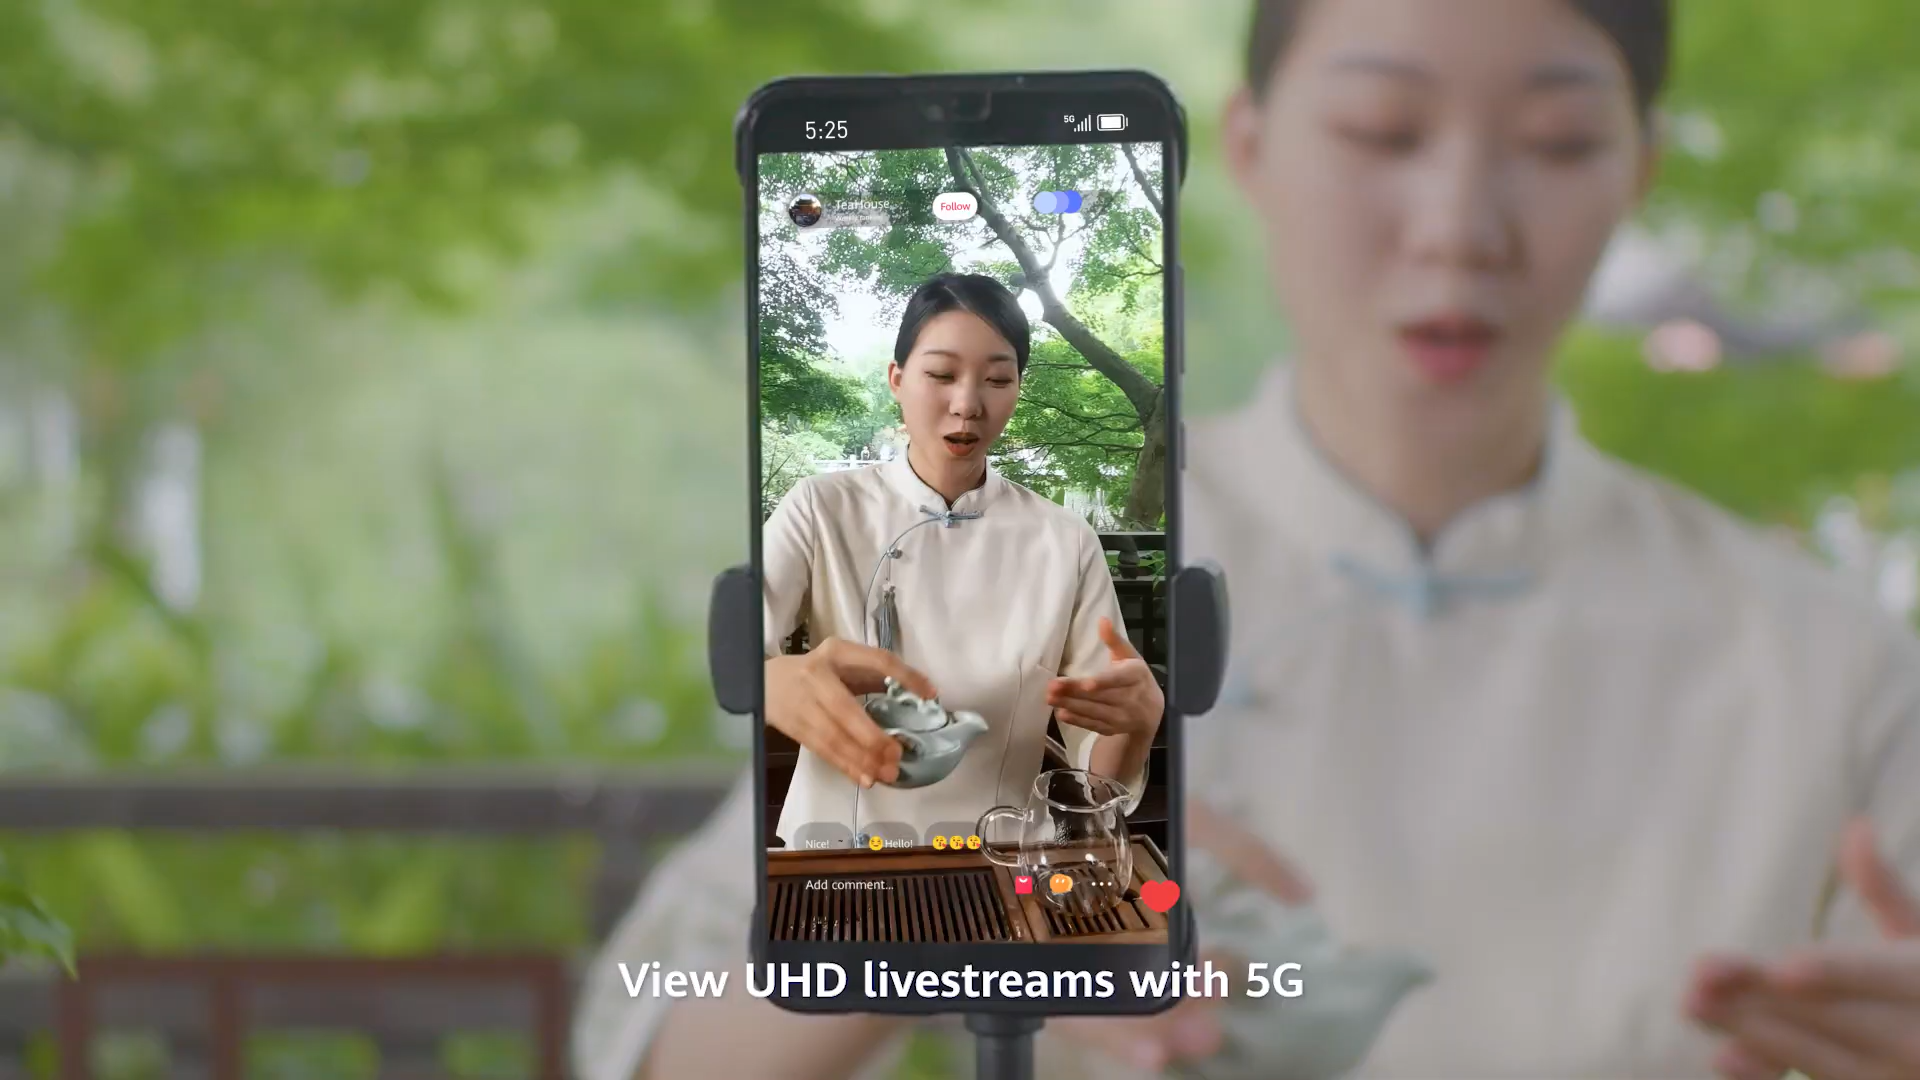 5:25
5G
TeaHouse
Follow
Nice!
Hello!
Add comment...
View UHD livestreams with 5G